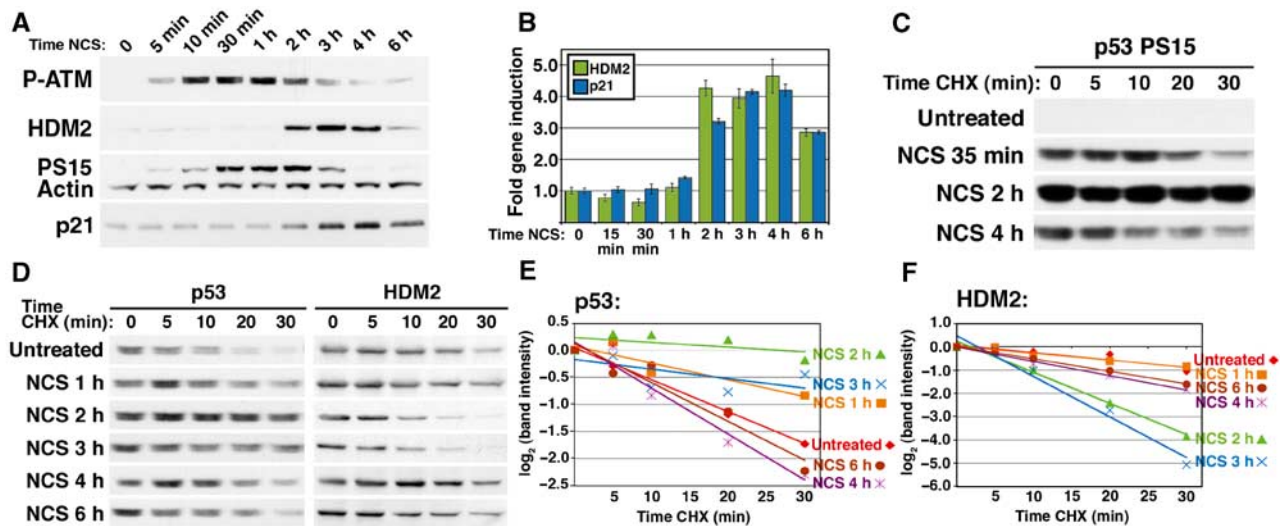 A
Time NCS: 0 5 min 10 min 30 min 1 h 2 h 3 h 4 h 6 h
P-ATM
HDM2
PS15
Actin
p21
B
Fold gene induction
5.0
4.0
3.0
2.0
1.0
HDM2
p21
Time NCS: 0 15 min 30 min 1 h 2 h 3 h 4 h 6 h
C
p53 PS15
Time CHX (min): 0 5 10 20 30
Untreated
NCS 35 min
NCS 2 h
NCS 4 h
D
p53 HDM2
Time
CHX (min): 0 5 10 20 30 0 5 10 20 30
Untreated
NCS 1 h
NCS 2 h
NCS 3 h
NCS 4 h
NCS 6 h
E
p53:
log2 (band intensity)
0.5
0.0
−0.5
−1.0
−1.5
−2.0
−2.5
5 10 20 30
Time CHX (min)
NCS 2 h
NCS 3 h
NCS 1 h
Untreated
NCS 6 h
NCS 4 h
F
HDM2:
log2 (band intensity)
1.0
0.0
−1.0
−2.0
−3.0
−4.0
−5.0
−6.0
5 10 20 30
Time CHX (min)
Untreated
NCS 1 h
NCS 6 h
NCS 4 h
NCS 2 h
NCS 3 h